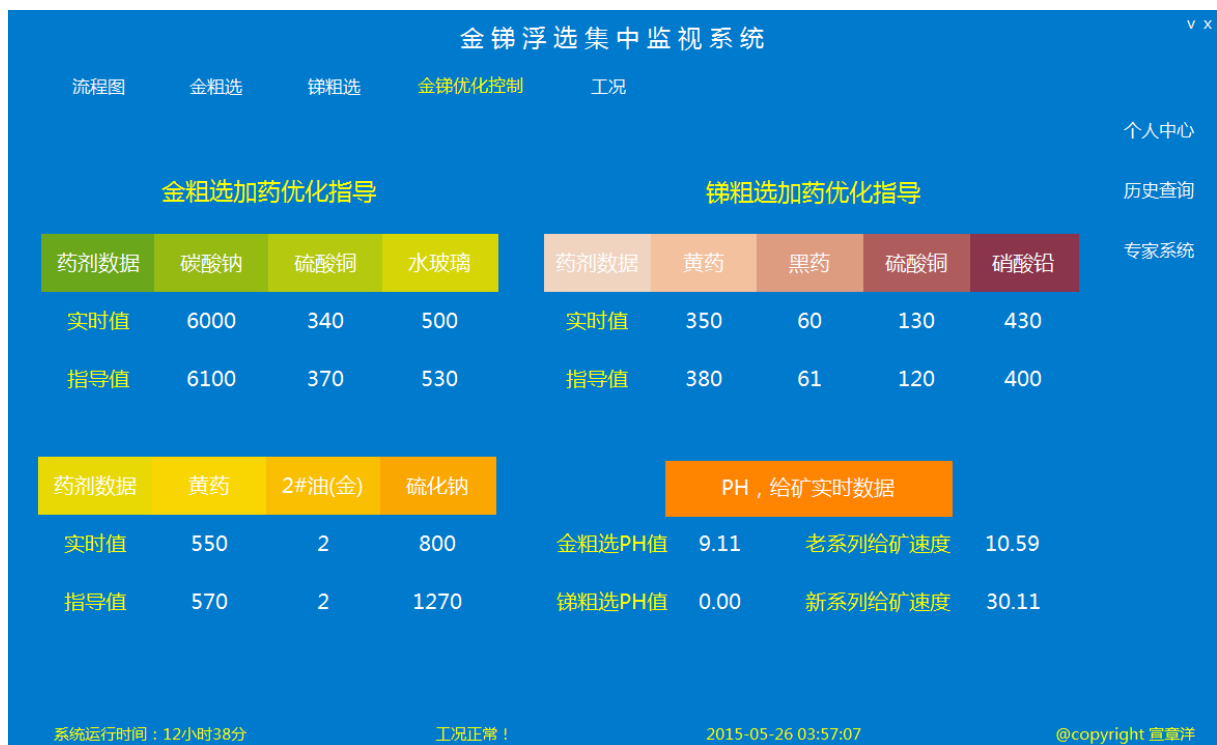 金锑浮选集中监视系统
v x
流程图 金粗选 锑粗选 金锑优化控制 工况
个人中心
历史查询
专家系统
金粗选加药优化指导
药剂数据 碳酸钠 硫酸铜 水玻璃
实时值 6000 340 500
指导值 6100 370 530
锑粗选加药优化指导
药剂数据 黄药 黑药 硫酸铜 硝酸铅
实时值 350 60 130 430
指导值 380 61 120 400
药剂数据 黄药 2#油(金) 硫化钠
实时值 550 2 800
指导值 570 2 1270
PH，给矿实时数据
金粗选PH值 9.11 老系列给矿速度 10.59
锑粗选PH值 0.00 新系列给矿速度 30.11
系统运行时间：12小时38分 工况正常！ 2015-05-26 03:57:07 @copyright 宣章洋